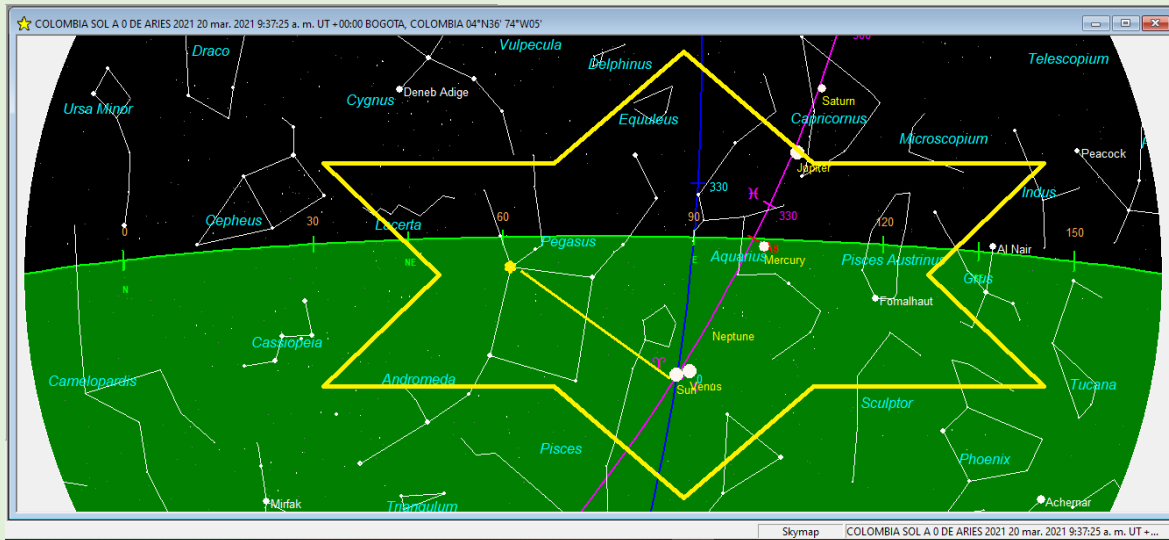 COLOMBIA SOL A 0 DE ARIES 2021 20 mar. 2021 9:37:25 a. m. UT +00:00 BOGOTA, COLOMBIA 04°N36' 74°W05'
Draco
Vulpecula
Delphinus
Telescopium
Ursa Minor
Cygnus
Deneb Adige
Equuleus
Saturn
Capricornus
Microscopium
Peacock
Jupiter
Indus
330
♓
330
Cepheus
Lacerta
0
30
60
90
120
150
Pegasus
Aquarius
Mercury
Pisces Austrinus
Al Nair
N
NE
E
Grus
Fomalhaut
Cassiopeia
Neptune
Camelopardis
Andromeda
♈
Sun
Venus
0
Sculptor
Tucana
Pisces
Phoenix
Mirfak
Triangulum
Achernar
Skymap
COLOMBIA SOL A 0 DE ARIES 2021 20 mar. 2021 9:37:25 a. m. UT +...